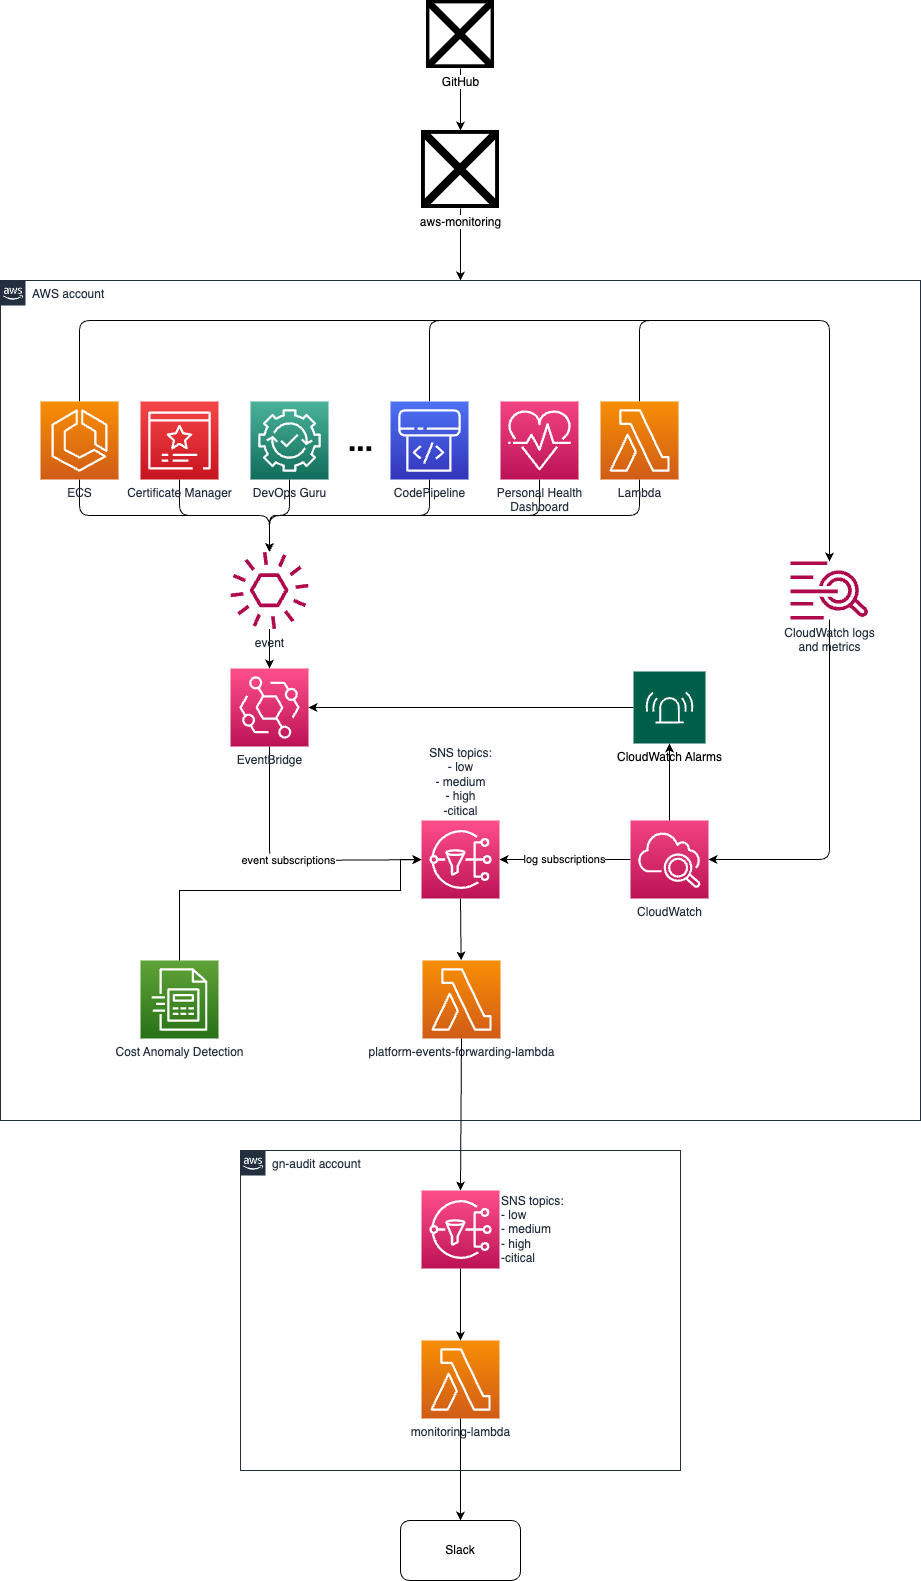 GitHub
aws-monitoring
aws
AWS account
ECS
Certificate Manager
DevOps Guru
...
CodePipeline
Personal Health
Dashboard
Lambda
event
CloudWatch logs
and metrics
EventBridge
CloudWatch Alarms
SNS topics:
- low
- medium
- high
-citical
event subscriptions
log subscriptions
CloudWatch
Cost Anomaly Detection
platform-events-forwarding-lambda
aws
gn-audit account
SNS topics:
- low
- medium
- high
-citical
monitoring-lambda
Slack